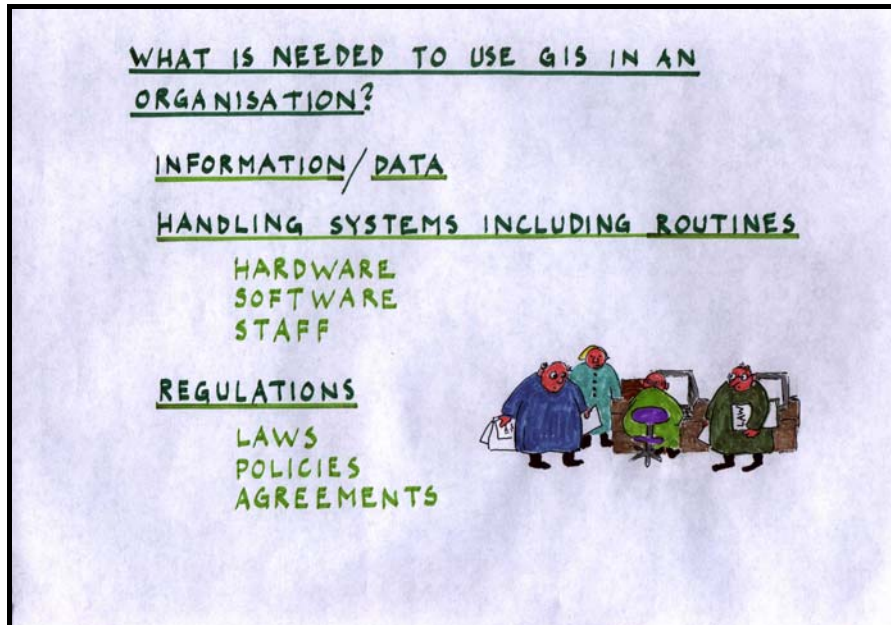 WHAT IS NEEDED TO USE GIS IN AN
ORGANISATION?
INFORMATION/DATA
HANDLING SYSTEMS INCLUDING ROUTINES
HARDWARE
SOFTWARE
STAFF
REGULATIONS
LAWS
POLICIES
AGREEMENTS
LAW